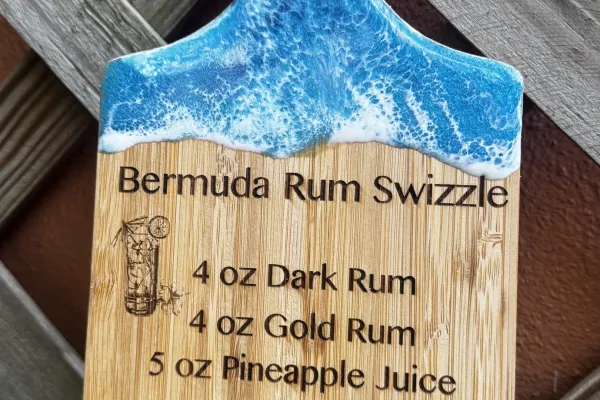 Bermuda Rum Swizzle
4 oz Dark Rum
4 oz Gold Rum
5 oz Pineapple Juice